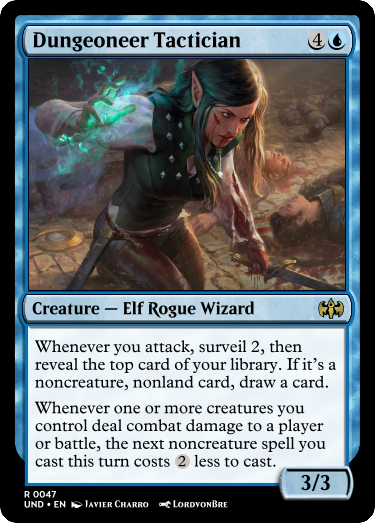 Dungeoneer Tactician 4
Creature — Elf Rogue Wizard
Whenever you attack, surveil 2, then
reveal the top card of your library. If it's a
noncreature, nonland card, draw a card.
Whenever one or more creatures you
control deal combat damage to a player
or battle, the next noncreature spell you
cast this turn costs 2 less to cast.
3/3
R 0047
UND • EN Javier Charro LordvonBre